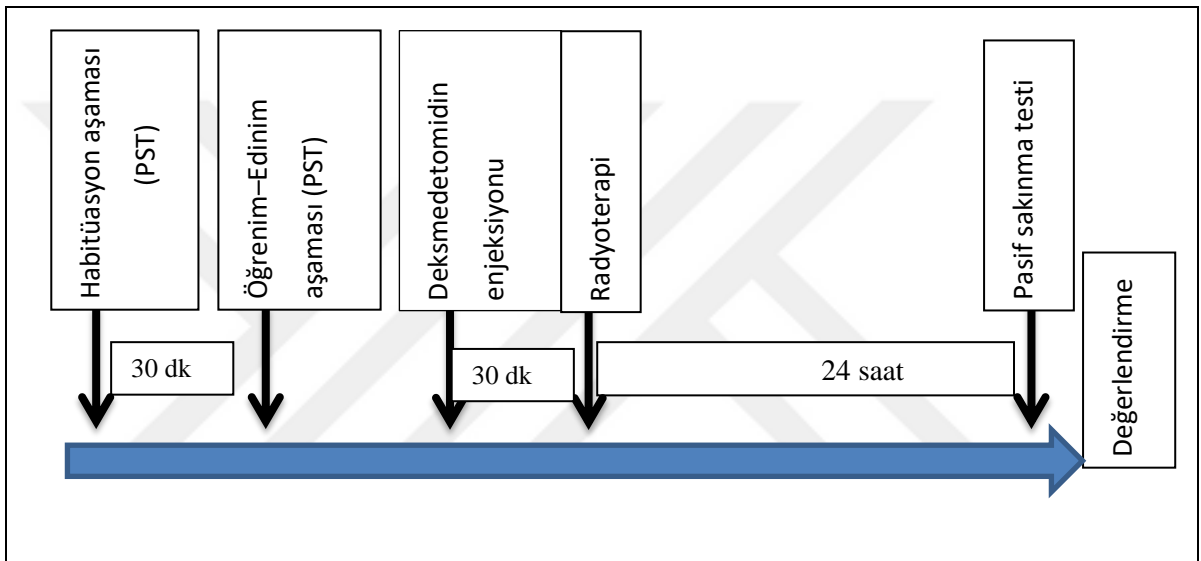 Habitüasyon aşaması
(PST)
Öğrenim–Edinim
aşaması (PST)
Deksmedetomidin
enjeksiyonu
Radyoterapi
Pasif sakınma testi
Değerlendirme
30 dk
30 dk
24 saat